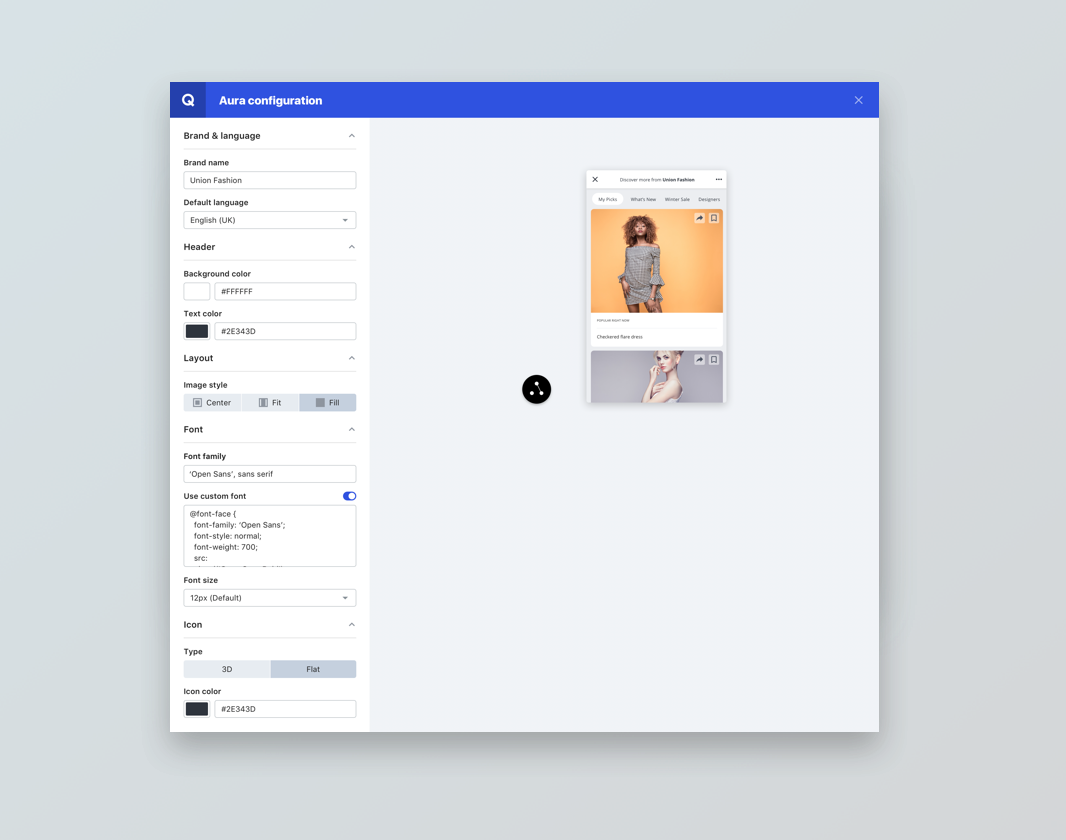 Q Aura configuration
Brand & language
Brand name
Union Fashion
Default language
English (UK)
Header
Background color
#FFFFFF
Text color
#2E343D
Layout
Image style
Center Fit Fill
Font
Font family
‘Open Sans’, sans serif
Use custom font
@font-face {
font-family: ‘Open Sans’;
font-style: normal;
font-weight: 700;
src:
Font size
12px (Default)
Icon
Type
3D Flat
Icon color
#2E343D
Discover more from Union Fashion
My Picks What's New Winter Sale Designers
POPULAR RIGHT NOW
Checkered flare dress